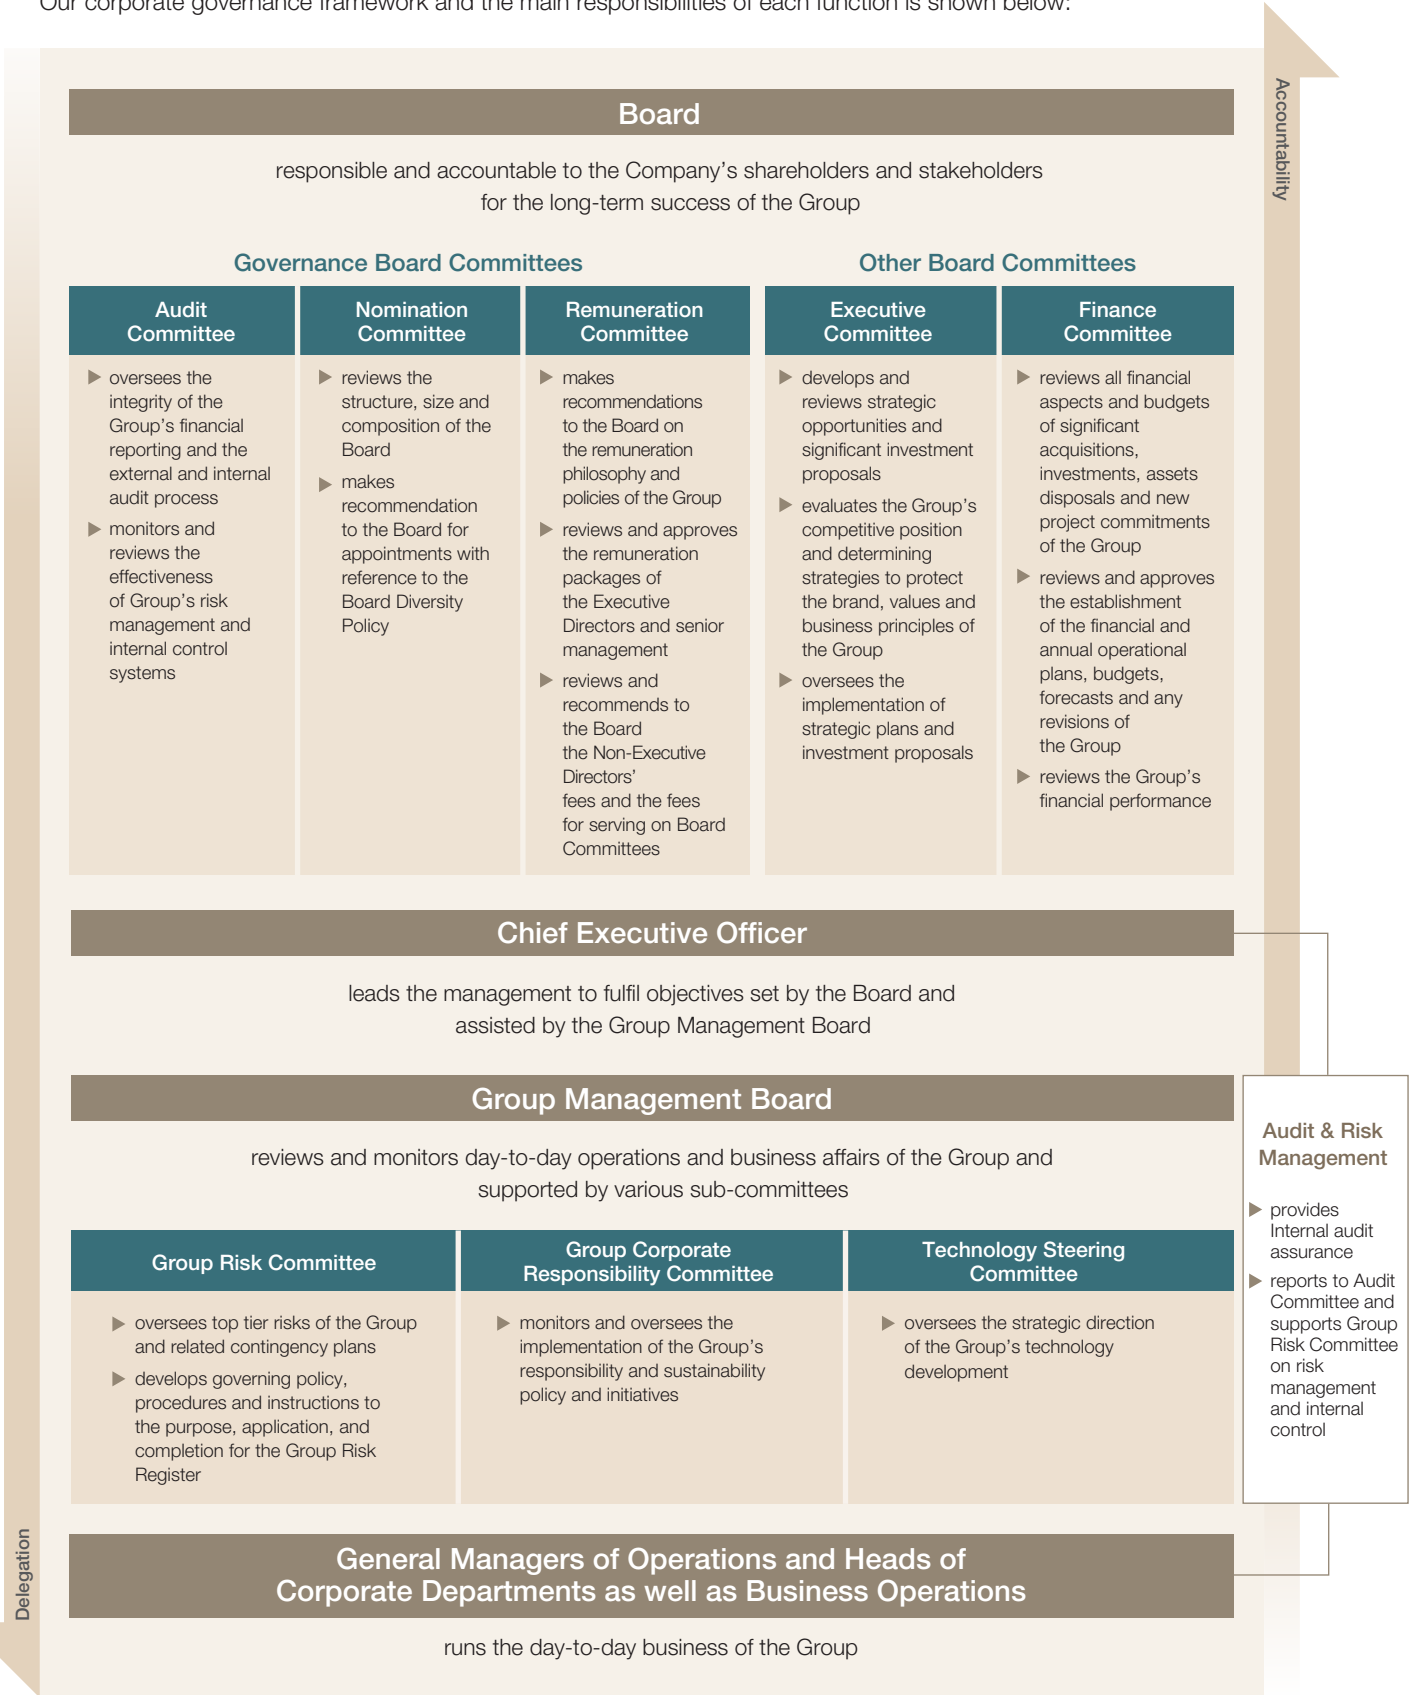 Our corporate governance framework and the main responsibilities of each function is shown below:
Accountability
Board
responsible and accountable to the Company's shareholders and stakeholders
for the long-term success of the Group
Governance Board Committees
Audit
Committee
▶ oversees the
integrity of the
Group's financial
reporting and the
external and internal
audit process
▶ monitors and
reviews the
effectiveness
of Group's risk
management and
internal control
systems
Nomination
Committee
▶ reviews the
structure, size and
composition of the
Board
▶ makes
recommendation
to the Board for
appointments with
reference to the
Board Diversity
Policy
Remuneration
Committee
▶ makes
recommendations
to the Board on
the remuneration
philosophy and
policies of the Group
▶ reviews and approves
the remuneration
packages of
the Executive
Directors and senior
management
▶ reviews and
recommends to
the Board
the Non-Executive
Directors'
fees and the fees
for serving on Board
Committees
Other Board Committees
Executive
Committee
▶ develops and
reviews strategic
opportunities and
significant investment
proposals
▶ evaluates the Group's
competitive position
and determining
strategies to protect
the brand, values and
business principles of
the Group
▶ oversees the
implementation of
strategic plans and
investment proposals
Finance
Committee
▶ reviews all financial
aspects and budgets
of significant
acquisitions,
investments, assets
disposals and new
project commitments
of the Group
▶ reviews and approves
the establishment
of the financial and
annual operational
plans, budgets,
forecasts and any
revisions of
the Group
▶ reviews the Group's
financial performance
Chief Executive Officer
leads the management to fulfil objectives set by the Board and
assisted by the Group Management Board
Group Management Board
reviews and monitors day-to-day operations and business affairs of the Group and
supported by various sub-committees
Group Risk Committee
▶ oversees top tier risks of the Group
and related contingency plans
▶ develops governing policy,
procedures and instructions to
the purpose, application, and
completion for the Group Risk
Register
Group Corporate
Responsibility Committee
▶ monitors and oversees the
implementation of the Group's
responsibility and sustainability
policy and initiatives
Technology Steering
Committee
▶ oversees the strategic direction
of the Group's technology
development
Audit & Risk
Management
▶ provides
Internal audit
assurance
▶ reports to Audit
Committee and
supports Group
Risk Committee
on risk
management
and internal
control
General Managers of Operations and Heads of
Corporate Departments as well as Business Operations
runs the day-to-day business of the Group
Delegation